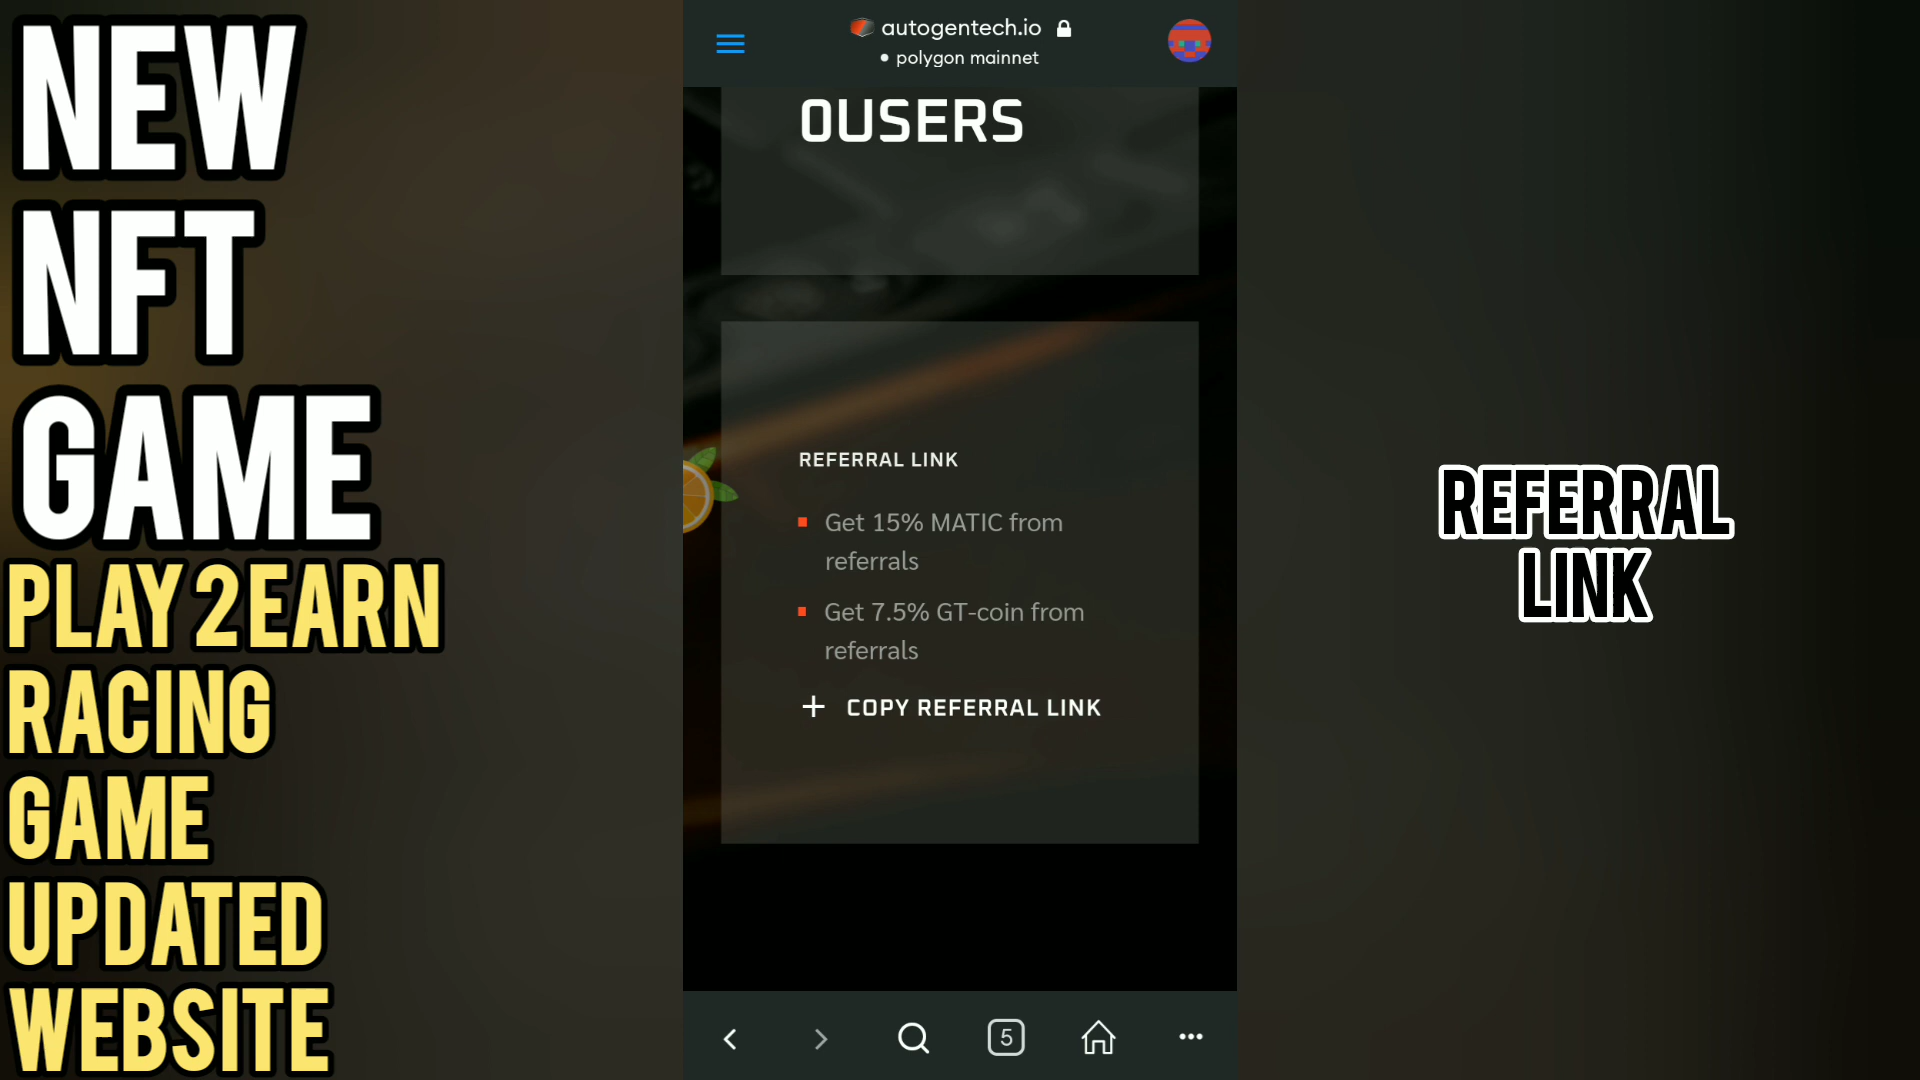 NEW
NFT
GAME
PLAY 2 EARN
RACING
GAME
UPDATED
WEBSITE
autogentech.io
polygon mainnet
0USERS
REFERRAL LINK
Get 15% MATIC from
referrals
Get 7.5% GT-coin from
referrals
+ COPY REFERRAL LINK
5
REFERRAL
LINK